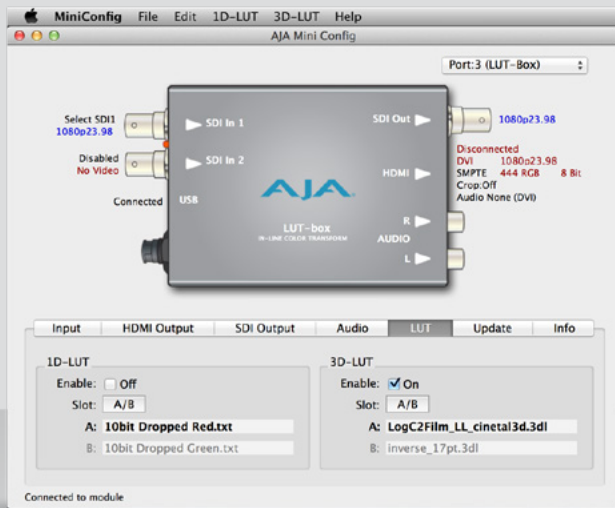 MiniConfig File Edit 1D-LUT 3D-LUT Help
AJA Mini Config
Port:3 (LUT-Box)
Select SDI1
1080p23.98
SDI In 1
SDI Out
1080p23.98
Disabled
No Video
SDI In 2
HDMI
Disconnected
DVI 1080p23.98
SMPTE 444 RGB 8 Bit
Crop:Off
Audio None (DVI)
Connected
USB
AJA
LUT-box
IN-LINE COLOR TRANSFORM
R
AUDIO
L
Input HDMI Output SDI Output Audio LUT Update Info
1D-LUT
Enable: Off
Slot: A/B
A: 10bit Dropped Red.txt
B: 10bit Dropped Green.txt
3D-LUT
Enable: On
Slot: A/B
A: LogC2Film_LL_cinetal3d.3dl
B: inverse_17pt.3dl
Connected to module